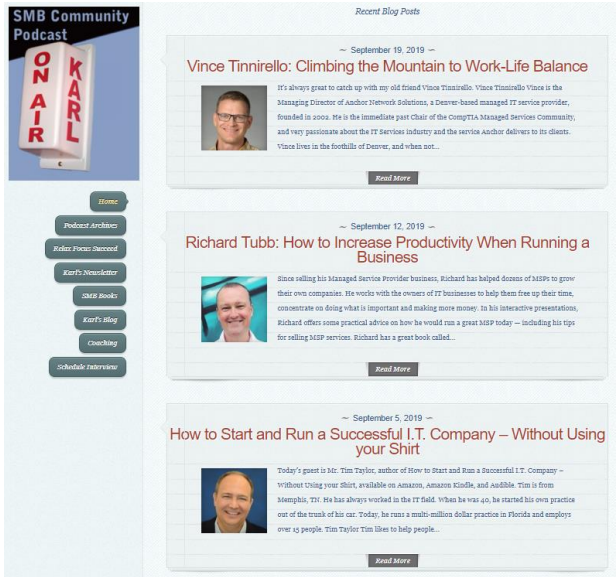 SMB Community
Podcast
ON AIR
KARL
Home
Podcast Archives
Relax Focus Succeed
Karl's Newsletter
SMB Books
Karl's Blog
Coaching
Schedule Interview
Recent Blog Posts
~ September 19, 2019 ~
Vince Tinnirello: Climbing the Mountain to Work-Life Balance
It's always great to catch up with my old friend Vince Tinnirello. Vince Tinnirello Vince is the
Managing Director of Anchor Network Solutions, a Denver-based managed IT service provider,
founded in 2002. He is the immediate past Chair of the CompTIA Managed Services Community,
and very passionate about the IT Services industry and the service Anchor delivers to its clients.
Vince lives in the foothills of Denver, and when not...
Read More
~ September 12, 2019 ~
Richard Tubb: How to Increase Productivity When Running a
Business
Since selling his Managed Service Provider business, Richard has helped dozens of MSPs to grow
their own companies. He works with the owners of IT businesses to help them free up their time,
concentrate on doing what is important and making more money. In his interactive presentations,
Richard offers some practical advice on how he would run a great MSP today — including his tips
for selling MSP services. Richard has a great book called...
Read More
~ September 5, 2019 ~
How to Start and Run a Successful I.T. Company – Without Using
your Shirt
Today's guest is Mr. Tim Taylor, author of How to Start and Run a Successful I.T. Company –
Without Using your Shirt, available on Amazon, Amazon Kindle, and Audible. Tim is from
Memphis, TN. He has always worked in the IT field. When he was 40, he started his own practice
out of the trunk of his car. Today, he runs a multi-million dollar practice in Florida and employs
over 15 people. Tim Taylor Tim likes to help people...
Read More